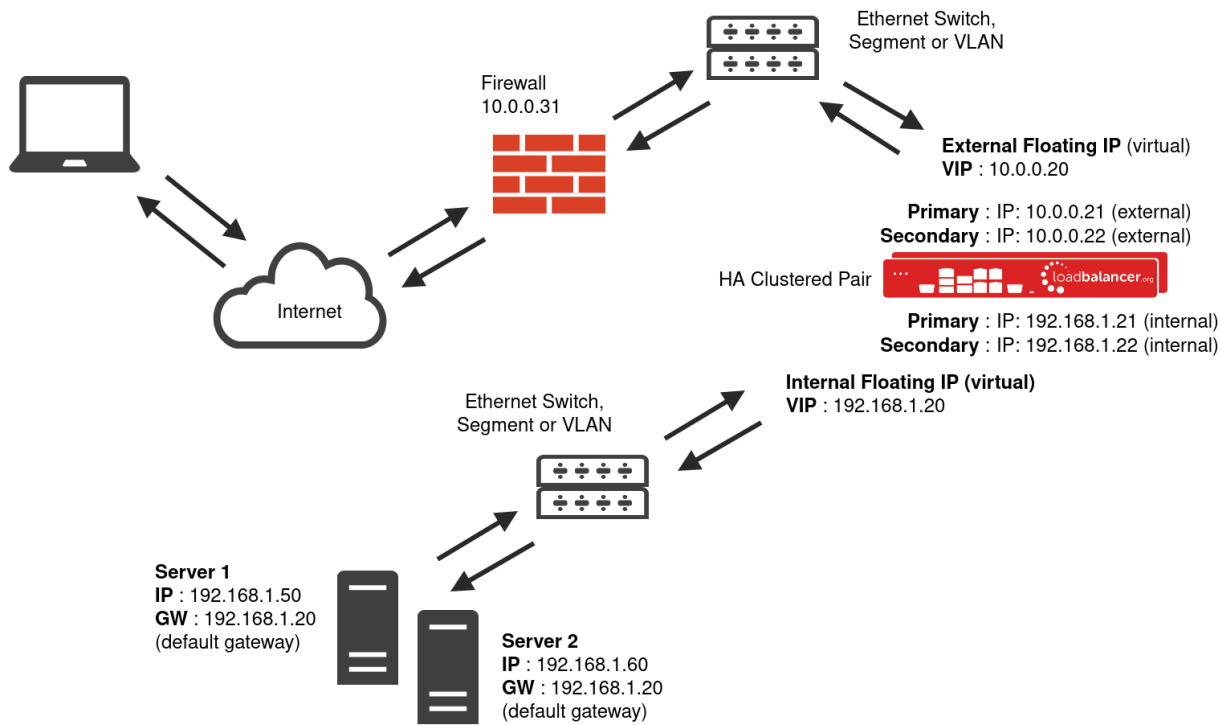 Ethernet Switch,
Segment or VLAN
Firewall
10.0.0.31
External Floating IP (virtual)
VIP : 10.0.0.20
Primary : IP: 10.0.0.21 (external)
Secondary : IP: 10.0.0.22 (external)
HA Clustered Pair
loadbalancer.org
Internet
Primary : IP: 192.168.1.21 (internal)
Secondary : IP: 192.168.1.22 (internal)
Internal Floating IP (virtual)
VIP : 192.168.1.20
Ethernet Switch,
Segment or VLAN
Server 1
IP : 192.168.1.50
GW : 192.168.1.20
(default gateway)
Server 2
IP : 192.168.1.60
GW : 192.168.1.20
(default gateway)